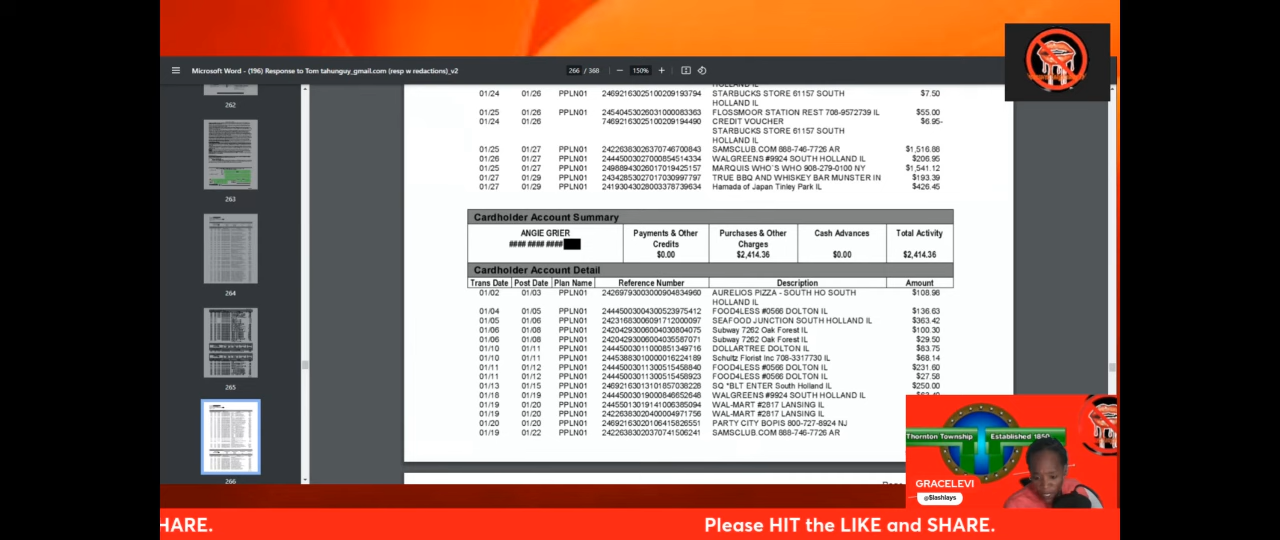 Microsoft Word - (196) Response to Tom tahunguy_gmail.com (resp w redactions)_v2
266 / 368
150%
262
263
264
265
266
HOLLAND IL
01/24 01/26 PPLN01 24692163025100209193794 STARBUCKS STORE 61157 SOUTH $7.50
HOLLAND IL
01/25 01/26 PPLN01 24540453026031000083363 FLOSSMOOR STATION REST 708-9572739 IL $55.00
01/24 01/26 74692163025100209194490 CREDIT VOUCHER $6.95-
STARBUCKS STORE 61157 SOUTH
HOLLAND IL
01/25 01/27 PPLN01 24226383026370746700843 SAMSCLUB.COM 888-746-7726 AR $1,516.88
01/26 01/27 PPLN01 24445003027000854514334 WALGREENS #9924 SOUTH HOLLAND IL $206.95
01/25 01/27 PPLN01 24989943026017019425157 MARQUIS WHO'S WHO 908-279-0100 NY $1,541.12
01/27 01/29 PPLN01 24342853027017030997797 TRUE BBQ AND WHISKEY BAR MUNSTER IN $193.39
01/27 01/29 PPLN01 24193043028003378739634 Hamada of Japan Tinley Park IL $426.45
Cardholder Account Summary
ANGIE GRIER Payments & Other Purchases & Other Cash Advances Total Activity
#### #### #### Credits Charges
$0.00 $2,414.36 $0.00 $2,414.36
Cardholder Account Detail
Trans Date Post Date Plan Name Reference Number Description Amount
01/02 01/03 PPLN01 24269793003000904834960 AURELIOS PIZZA - SOUTH HO SOUTH $108.98
HOLLAND IL
01/04 01/05 PPLN01 24445003004300523975412 FOOD4LESS #0566 DOLTON IL $136.63
01/05 01/06 PPLN01 24231683006091712000097 SEAFOOD JUNCTION SOUTH HOLLAND IL $363.42
01/06 01/08 PPLN01 24204293006004030804075 Subway 7262 Oak Forest IL $100.30
01/06 01/08 PPLN01 24204293006004035587071 Subway 7262 Oak Forest IL $29.50
01/10 01/11 PPLN01 24445003011000851349716 DOLLARTREE DOLTON IL $83.75
01/10 01/11 PPLN01 24453883010000016224189 Schultz Florist Inc 708-3317730 IL $68.14
01/11 01/12 PPLN01 24445003011300515458840 FOOD4LESS #0566 DOLTON IL $231.60
01/11 01/12 PPLN01 24445003011300515458923 FOOD4LESS #0566 DOLTON IL $27.58
01/13 01/15 PPLN01 24692163013101857038228 SQ *BLT ENTER South Holland IL $250.00
01/18 01/19 PPLN01 24445003019000846652648 WALGREENS #9924 SOUTH HOLLAND IL
01/19 01/20 PPLN01 24455013019141006385094 WAL-MART #2817 LANSING IL
01/19 01/20 PPLN01 24226383020400004971756 WAL-MART #2817 LANSING IL
01/20 01/20 PPLN01 24692163020106415826551 PARTY CITY BOPIS 800-727-8924 NJ
01/19 01/22 PPLN01 24226383020370741506241 SAMSCLUB.COM 888-746-7726 AR
Thornton Township Established 1850
GRACELEVI
@$lashlays
HARE.
Please HIT the LIKE and SHARE.